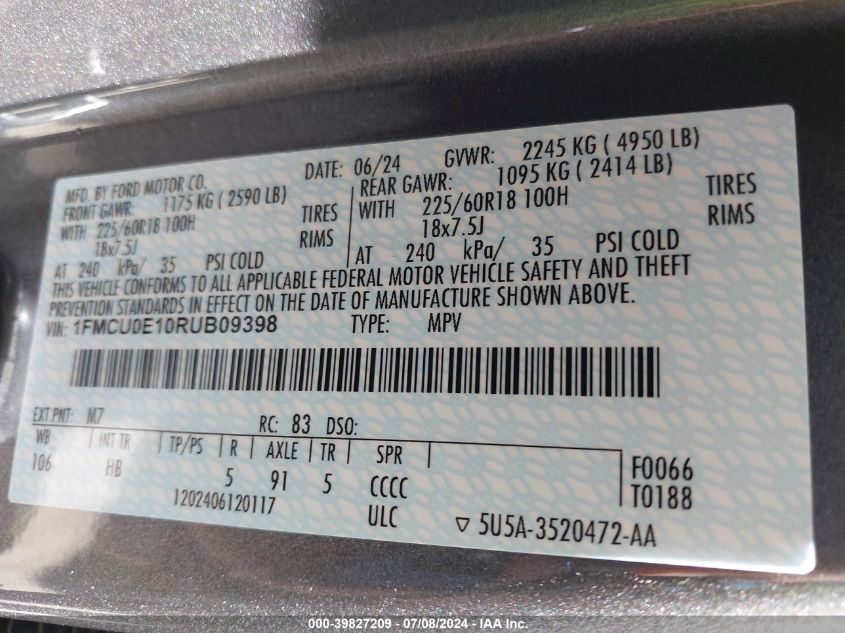 MFD. BY FORD MOTOR CO.
DATE: 06/24 GVWR: 2245 KG ( 4950 LB)
FRONT GAWR: 1175 KG ( 2590 LB)
REAR GAWR: 1095 KG ( 2414 LB)
WITH 225/60R18 100H TIRES
WITH 225/60R18 100H TIRES
18x7.5J RIMS
18x7.5J RIMS
AT 240 kPa/ 35 PSI COLD
AT 240 kPa/ 35 PSI COLD
THIS VEHICLE CONFORMS TO ALL APPLICABLE FEDERAL MOTOR VEHICLE SAFETY AND THEFT
PREVENTION STANDARDS IN EFFECT ON THE DATE OF MANUFACTURE SHOWN ABOVE.
VIN: 1FMCU0E10RUB09398 TYPE: MPV
EXT PNT: M7 RC: 83 DSO:
WB INT TR TP/PS R AXLE TR SPR
106 HB 5 91 5 CCCC
F0066
T0188
1202406120117 ULC
5U5A-3520472-AA
000-39827209 - 07/08/2024 - IAA Inc.